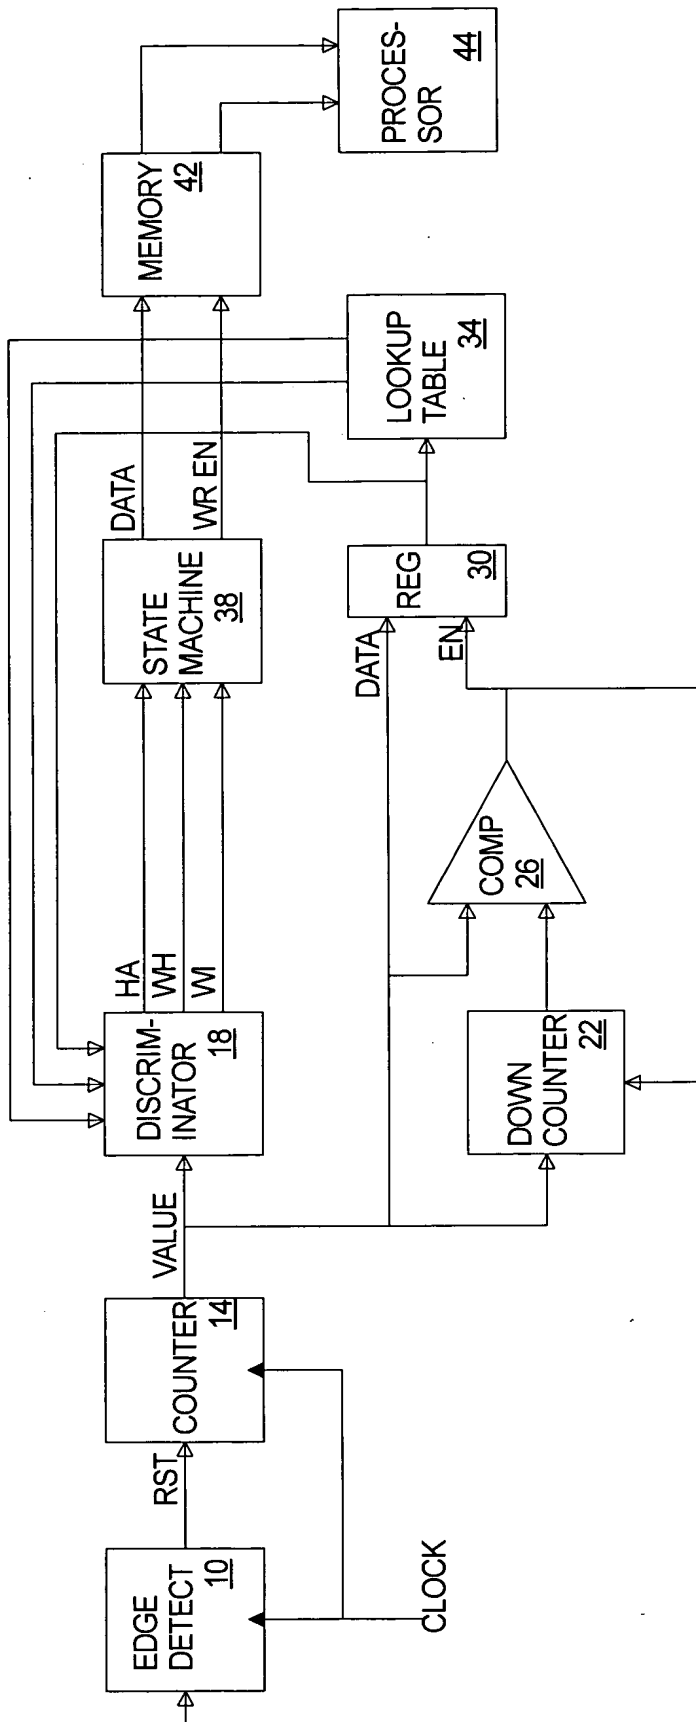 EDGE
DETECT
10
CLOCK
RST
COUNTER
14
VALUE
DISCRIM-
INATOR
18
HA
WH
WI
STATE
MACHINE
38
DATA
WR EN
MEMORY
42
PROCES-
SOR
44
DOWN
COUNTER
22
COMP
26
DATA
EN
REG
30
LOOKUP
TABLE
34